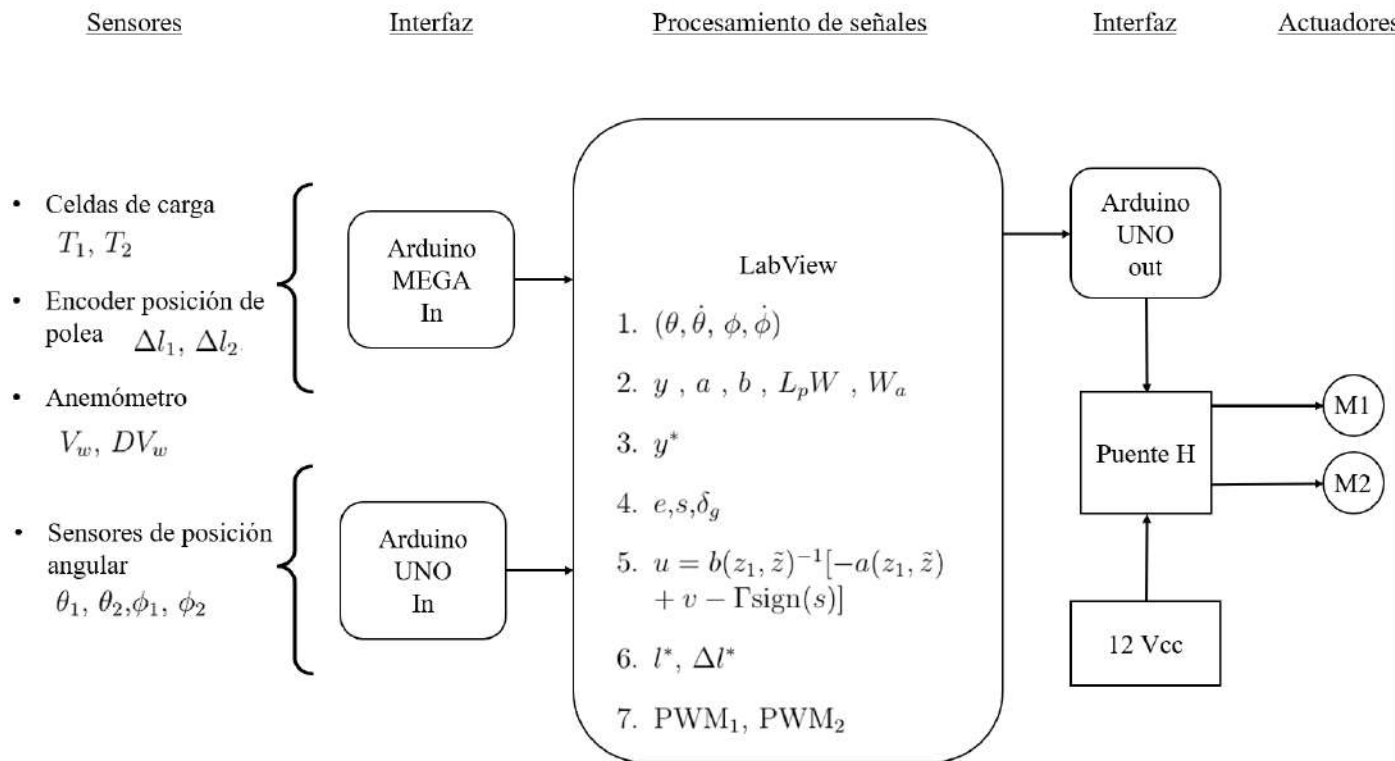 Sensores
Interfaz
Procesamiento de señales
Interfaz
Actuadores
• Celdas de carga
T₁, T₂
• Encoder posición de
polea Δl₁, Δl₂
• Anemómetro
V_w, DV_w
• Sensores de posición
angular
θ₁, θ₂,ϕ₁, ϕ₂
Arduino
MEGA
In
Arduino
UNO
In
LabView
1. (θ, θ̇, ϕ, ϕ̇)
2. y , a , b , L_pW , W_a
3. y*
4. e,s,δ_g
5. u = b(z₁, z̃)⁻¹[−a(z₁, z̃)
+ v − Γsign(s)]
6. l*, Δl*
7. PWM₁, PWM₂
Arduino
UNO
out
Puente H
12 Vcc
M1
M2